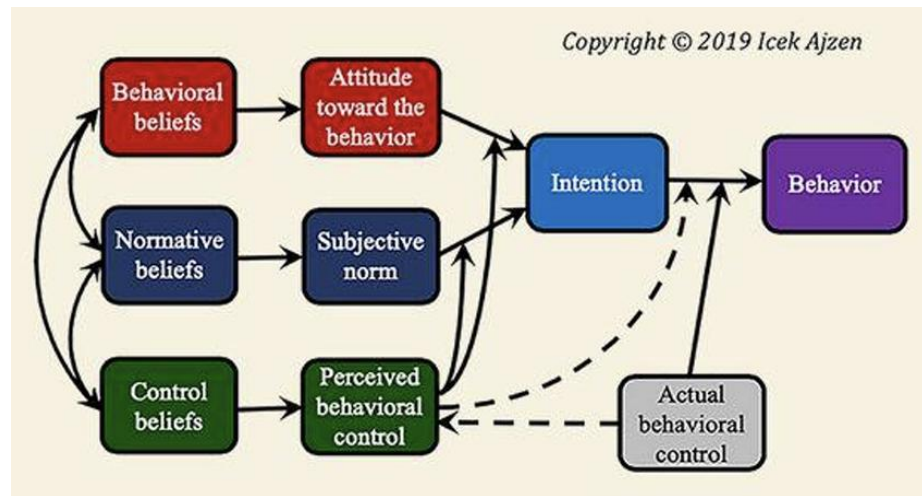 Copyright © 2019 Icek Ajzen
Behavioral
beliefs
Attitude
toward the
behavior
Intention
Behavior
Normative
beliefs
Subjective
norm
Control
beliefs
Perceived
behavioral
control
Actual
behavioral
control